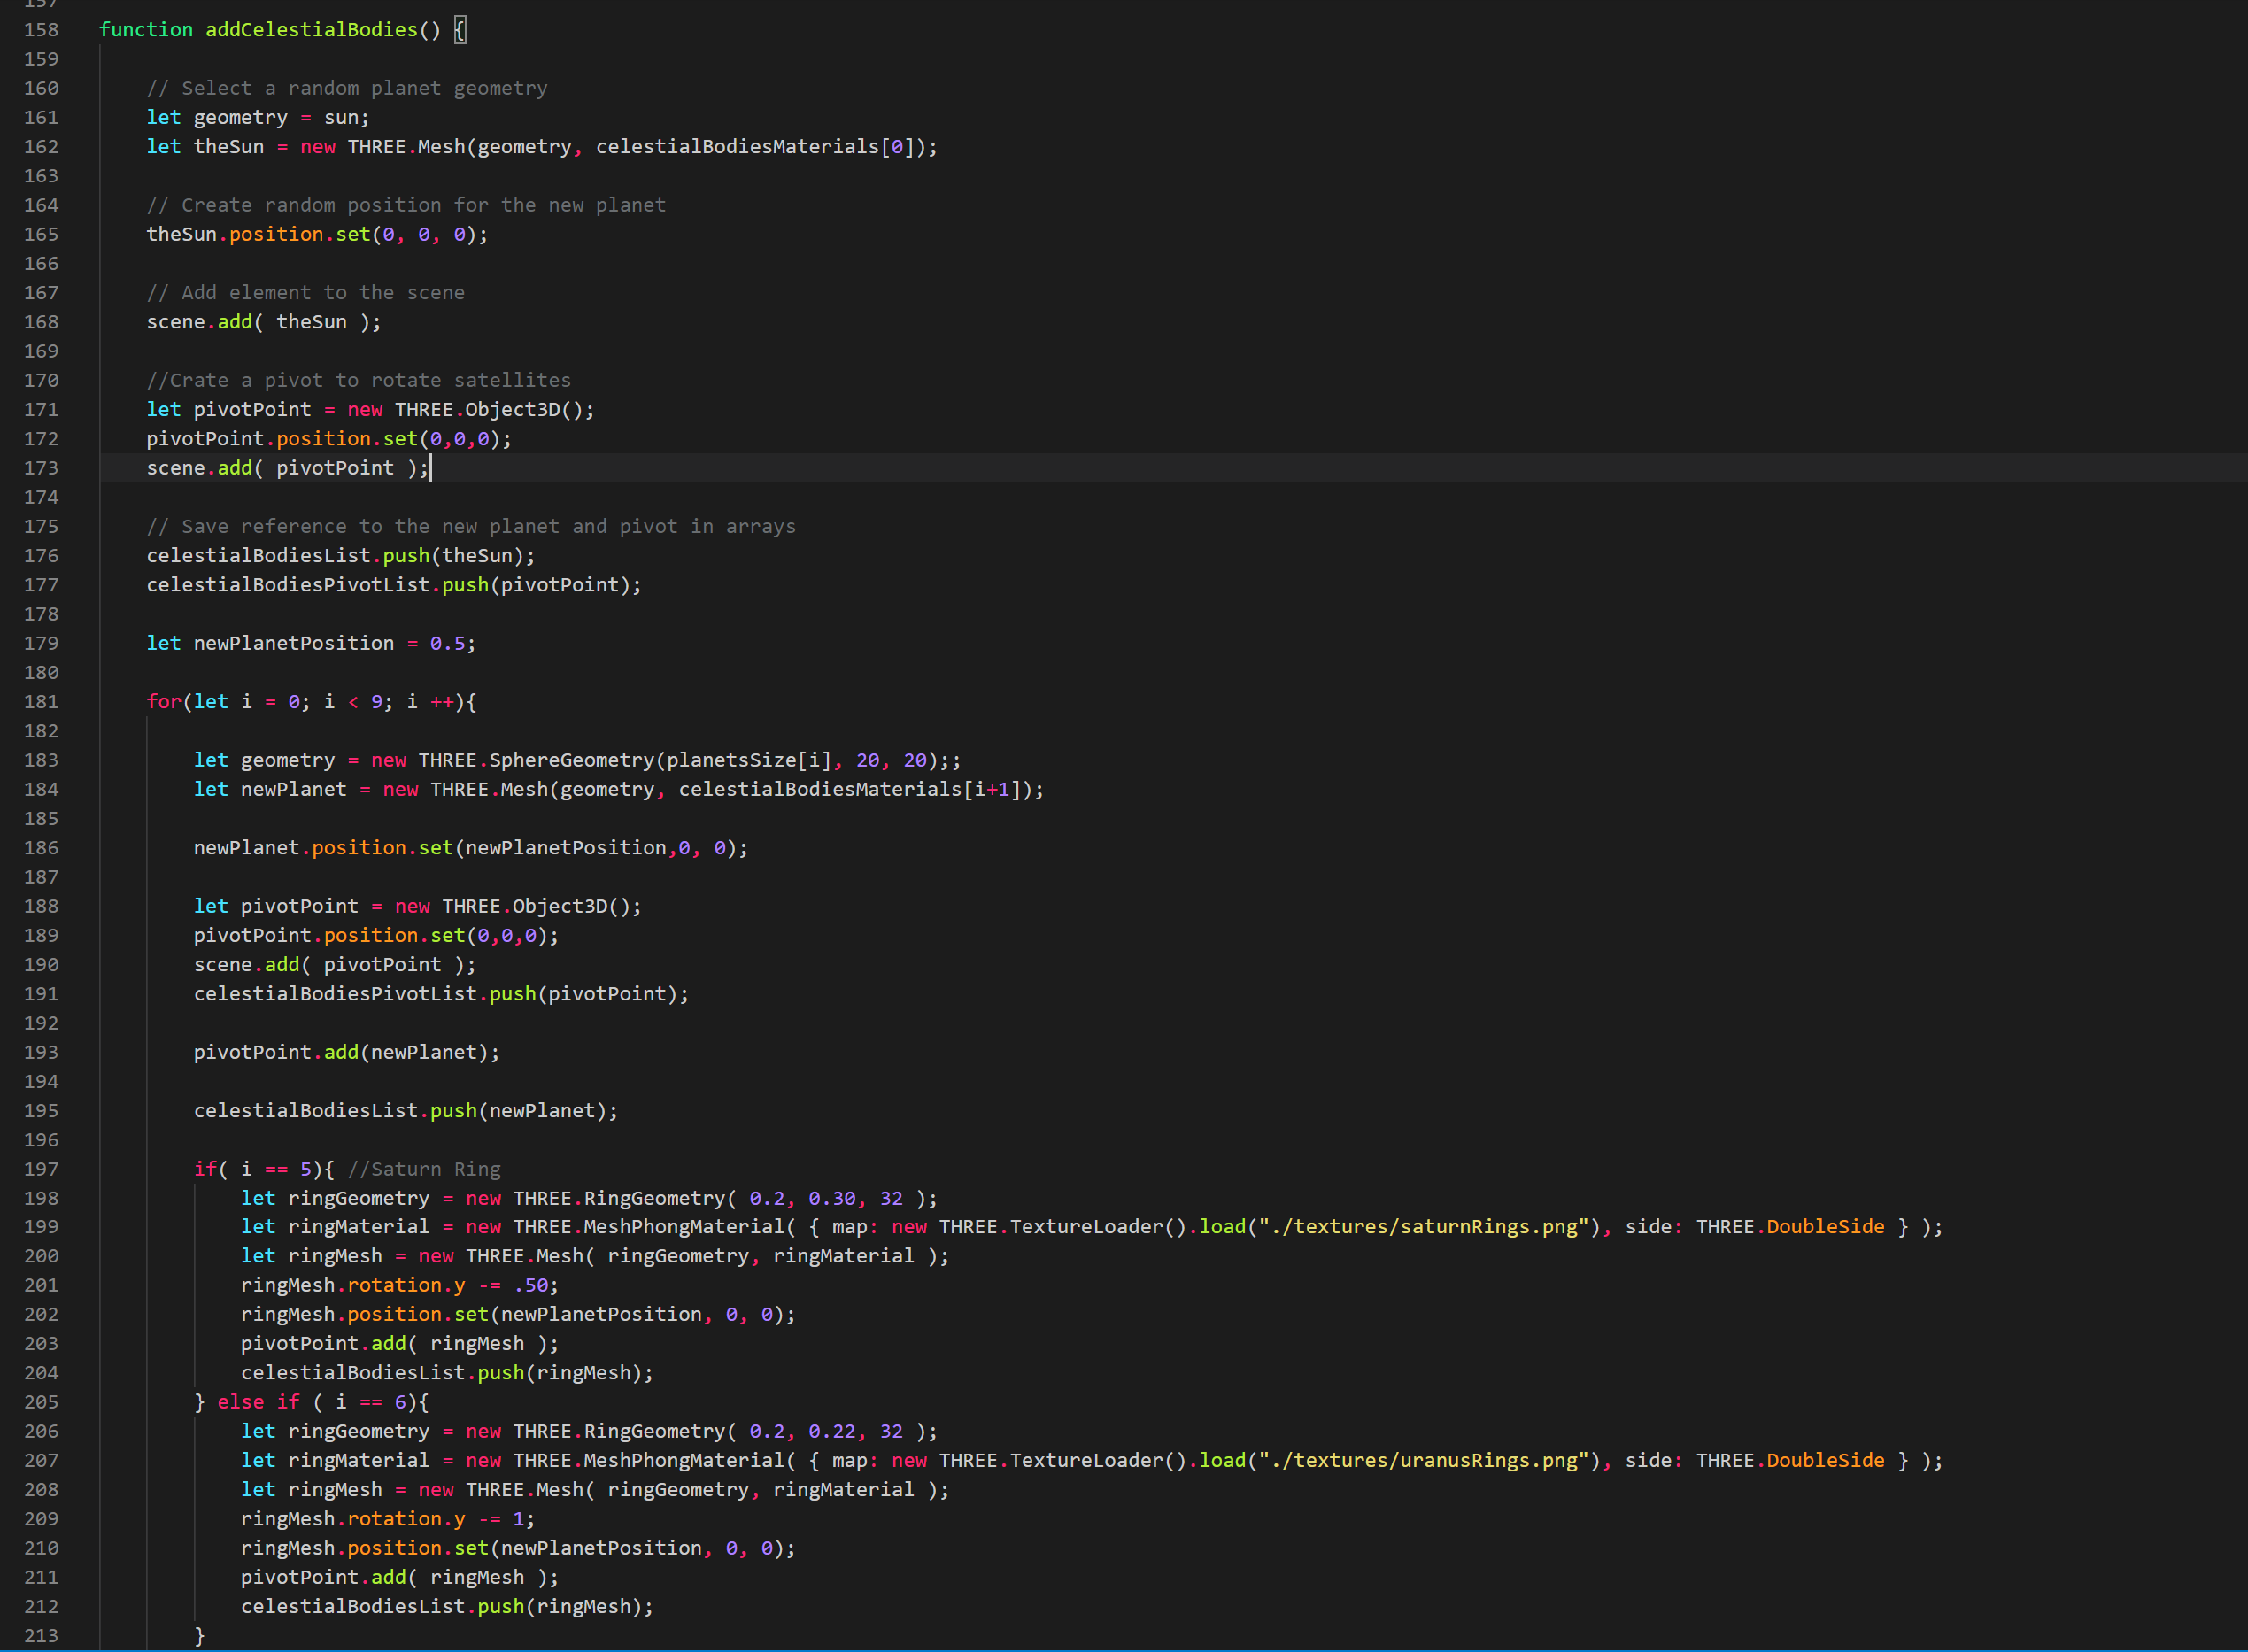 157
158 function addCelestialBodies() {
159
160 // Select a random planet geometry
161 let geometry = sun;
162 let theSun = new THREE.Mesh(geometry, celestialBodiesMaterials[0]);
163
164 // Create random position for the new planet
165 theSun.position.set(0, 0, 0);
166
167 // Add element to the scene
168 scene.add( theSun );
169
170 //Crate a pivot to rotate satellites
171 let pivotPoint = new THREE.Object3D();
172 pivotPoint.position.set(0,0,0);
173 scene.add( pivotPoint );
174
175 // Save reference to the new planet and pivot in arrays
176 celestialBodiesList.push(theSun);
177 celestialBodiesPivotList.push(pivotPoint);
178
179 let newPlanetPosition = 0.5;
180
181 for(let i = 0; i < 9; i ++){
182
183 let geometry = new THREE.SphereGeometry(planetsSize[i], 20, 20);;
184 let newPlanet = new THREE.Mesh(geometry, celestialBodiesMaterials[i+1]);
185
186 newPlanet.position.set(newPlanetPosition,0, 0);
187
188 let pivotPoint = new THREE.Object3D();
189 pivotPoint.position.set(0,0,0);
190 scene.add( pivotPoint );
191 celestialBodiesPivotList.push(pivotPoint);
192
193 pivotPoint.add(newPlanet);
194
195 celestialBodiesList.push(newPlanet);
196
197 if( i == 5){ //Saturn Ring
198 let ringGeometry = new THREE.RingGeometry( 0.2, 0.30, 32 );
199 let ringMaterial = new THREE.MeshPhongMaterial( { map: new THREE.TextureLoader().load("./textures/saturnRings.png"), side: THREE.DoubleSide } );
200 let ringMesh = new THREE.Mesh( ringGeometry, ringMaterial );
201 ringMesh.rotation.y -= .50;
202 ringMesh.position.set(newPlanetPosition, 0, 0);
203 pivotPoint.add( ringMesh );
204 celestialBodiesList.push(ringMesh);
205 } else if ( i == 6){
206 let ringGeometry = new THREE.RingGeometry( 0.2, 0.22, 32 );
207 let ringMaterial = new THREE.MeshPhongMaterial( { map: new THREE.TextureLoader().load("./textures/uranusRings.png"), side: THREE.DoubleSide } );
208 let ringMesh = new THREE.Mesh( ringGeometry, ringMaterial );
209 ringMesh.rotation.y -= 1;
210 ringMesh.position.set(newPlanetPosition, 0, 0);
211 pivotPoint.add( ringMesh );
212 celestialBodiesList.push(ringMesh);
213 }